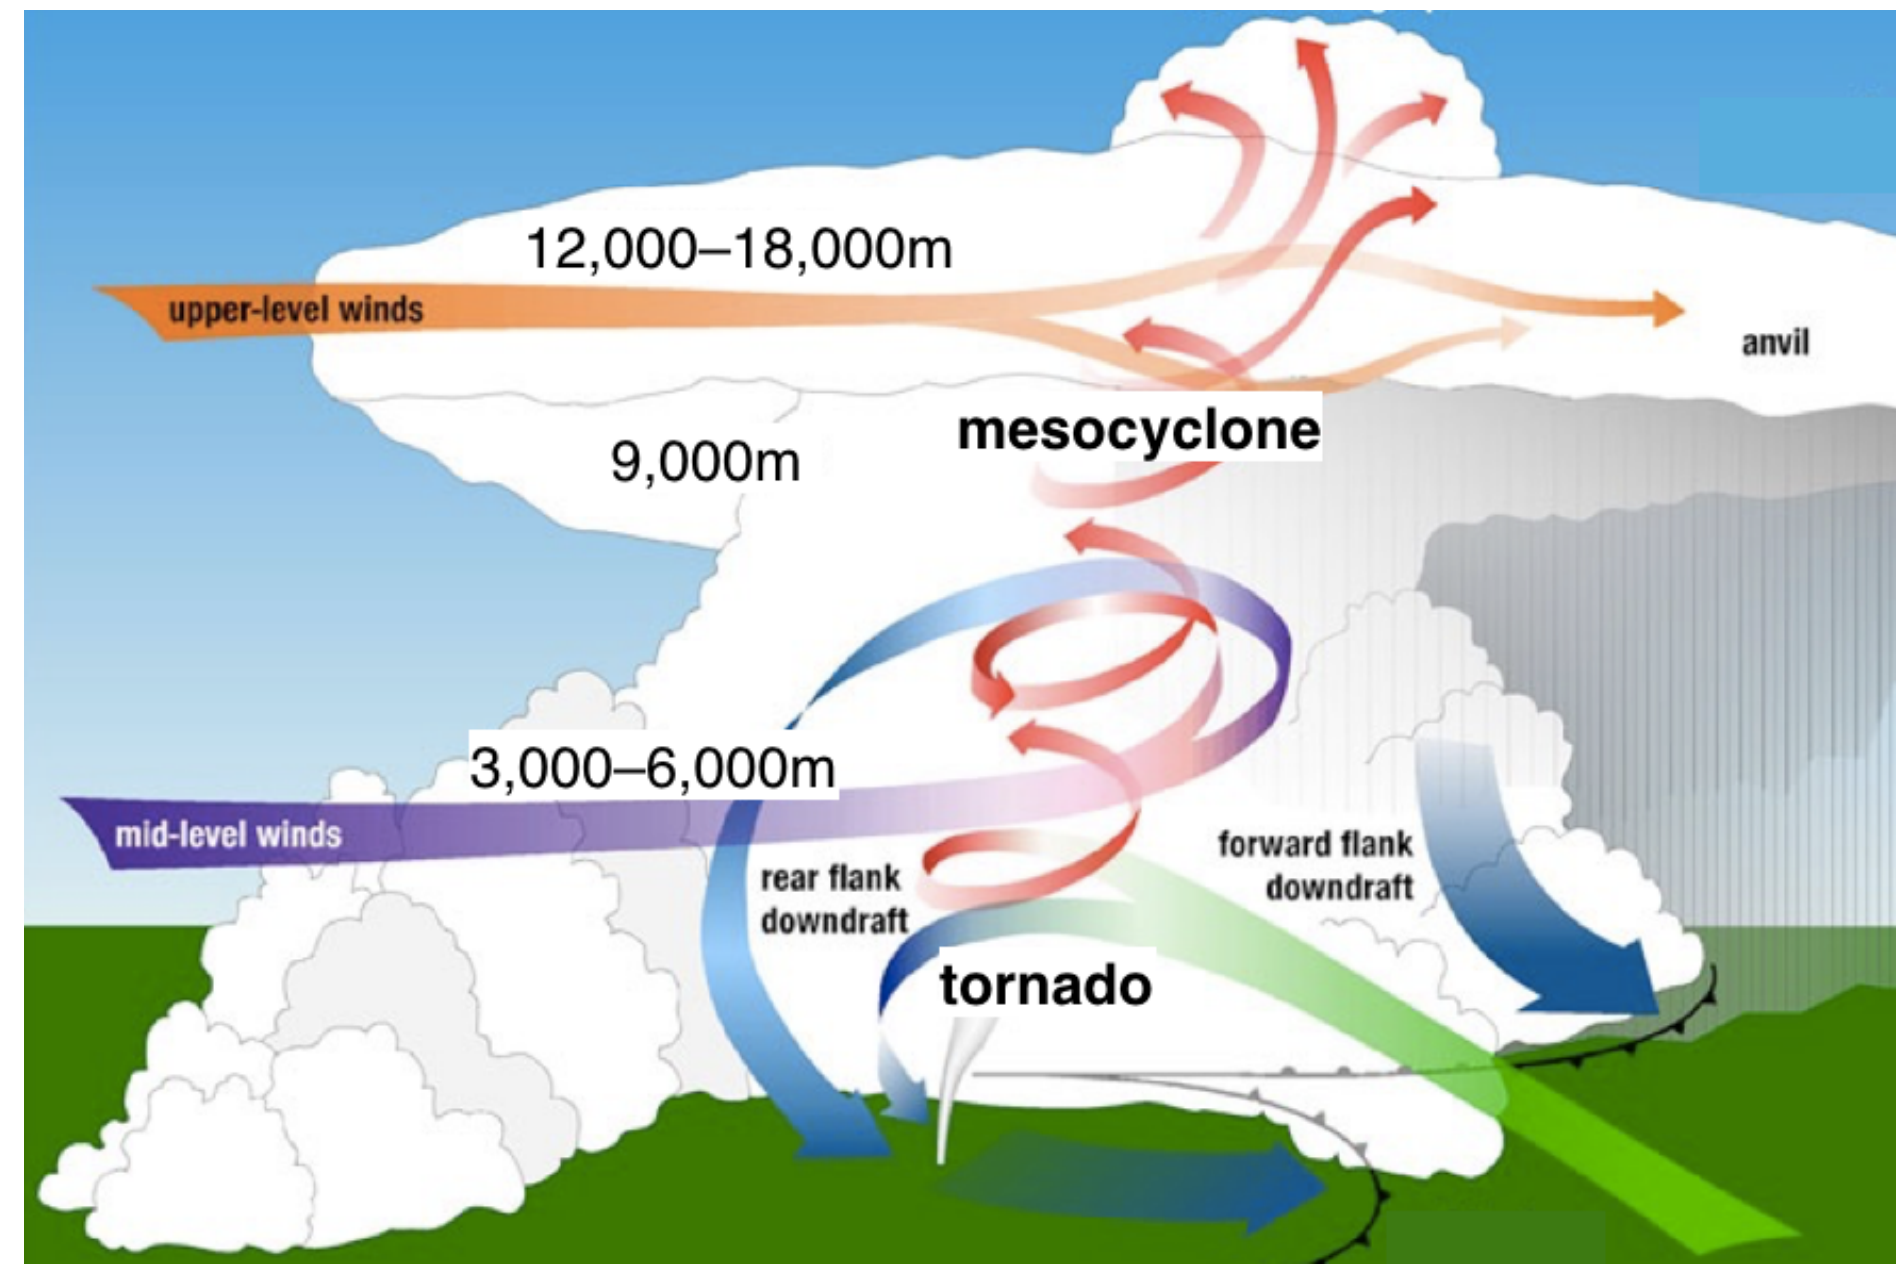 12,000–18,000m
upper-level winds
anvil
mesocyclone
9,000m
3,000–6,000m
mid-level winds
forward flank
downdraft
rear flank
downdraft
tornado